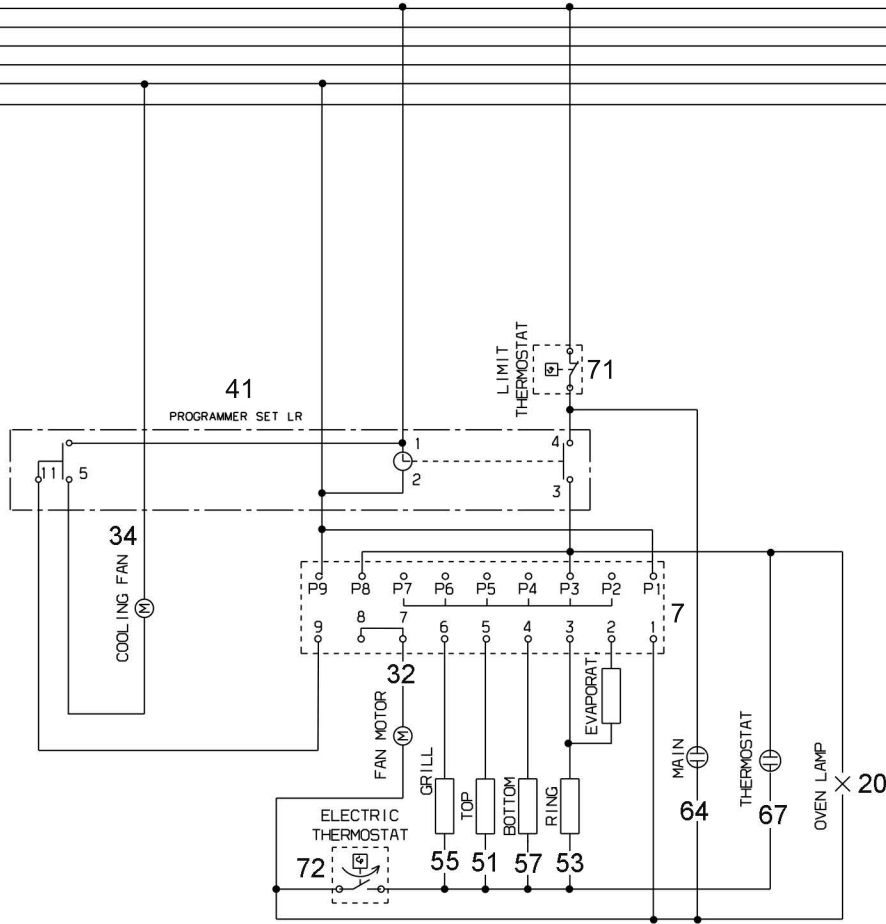 LIMIT
THERMOSTAT
71
41
PROGRAMMER SET LR
1
4
11
5
2
3
34
COOLING FAN
P9 P8 P7 P6 P5 P4 P3 P2 P1
7
9 8 7 6 5 4 3 2 1
32
M
EVAPORAT.
FAN MOTOR
M
GRILL
TOP
BOTTOM
RING
MAIN
THERMOSTAT
OVEN LAMP
20
64
67
ELECTRIC
THERMOSTAT
72
55
51
57
53